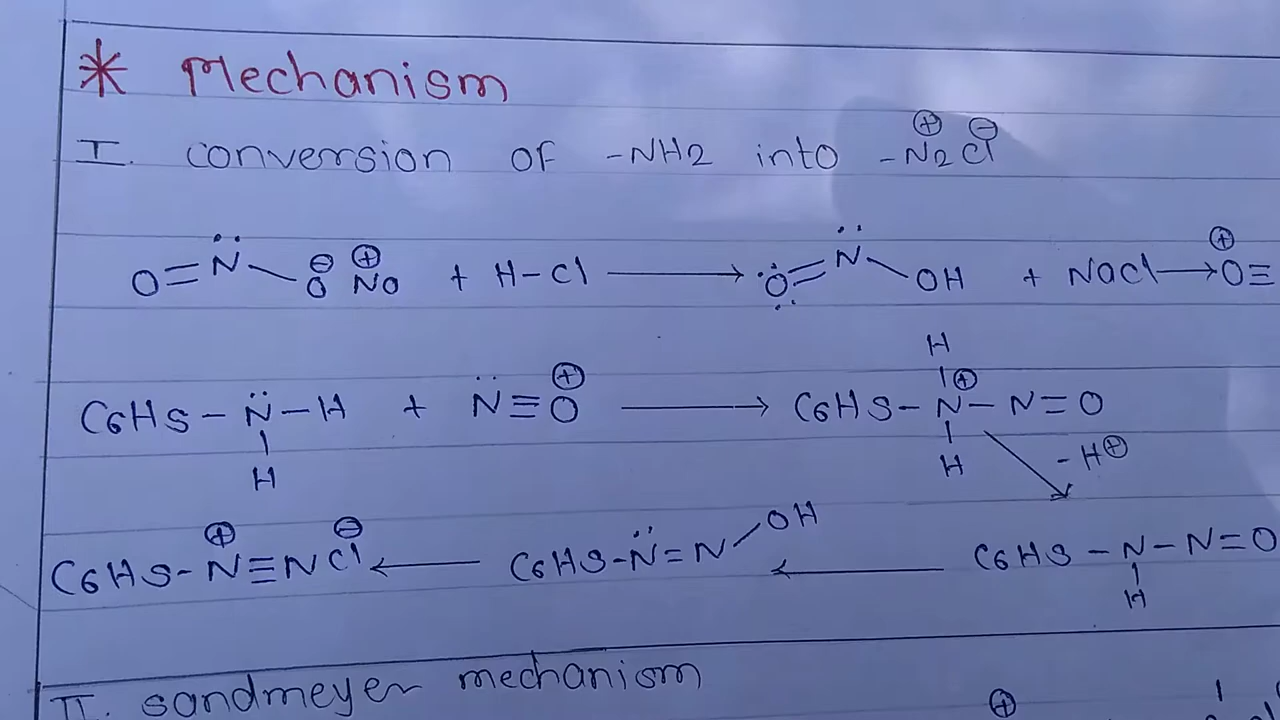 * Mechanism
I. conversion of -NH2 into -N2⊕ Cl⊖
O=N̈-O⊖ Na⊕ + H-Cl ⟶ :Ö=N̈-OH + NaCl ⟶ ⊕O≡
C6H5-N̈(H)-H + N̈≡O⊕ ⟶ C6H5-N⊕(H)(H)-N=O
-H⊕
C6H5-N⊕≡N Cl⊖ ⟵ C6H5-N̈=N-OH ⟵ C6H5-N(H)-N=O
II. sandmeyer mechanism